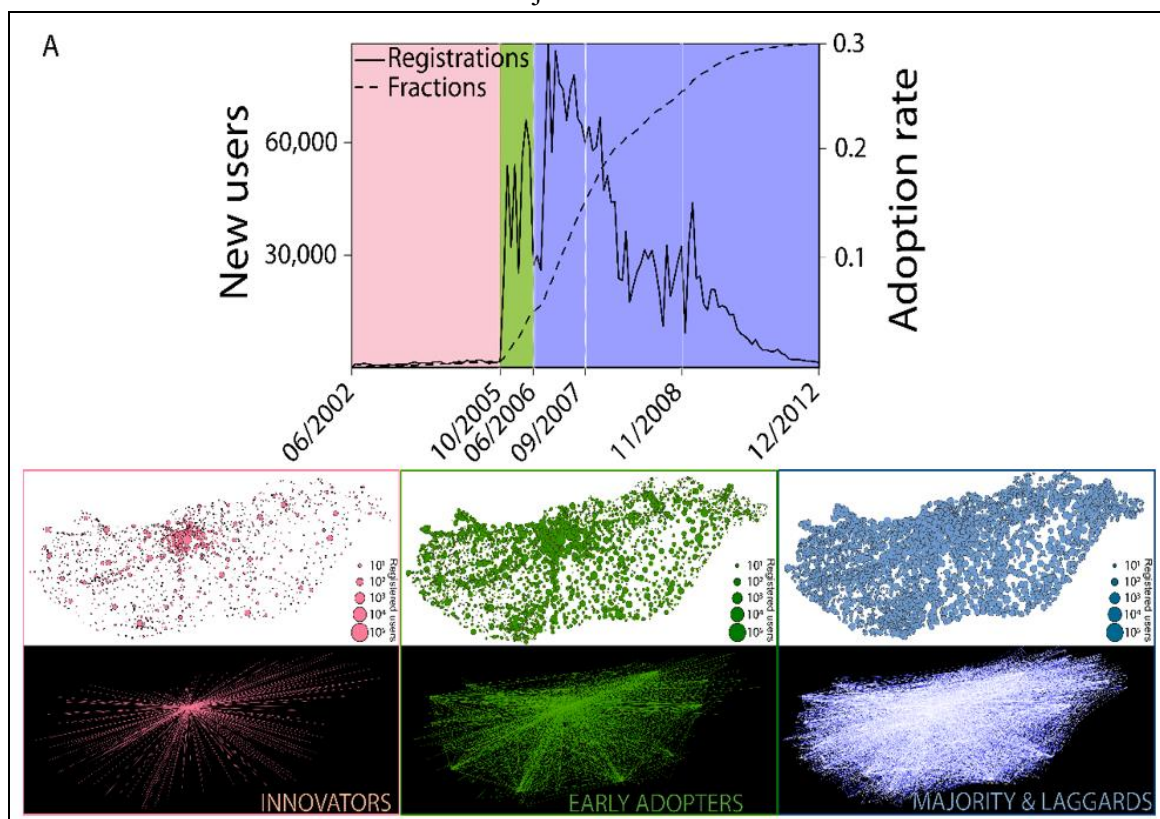 A
Registrations
Fractions
New users
60,000
30,000
0.3
0.2
0.1
Adoption rate
06/2002
10/2005
06/2006
09/2007
11/2008
12/2012
10¹
10²
10³
10⁴
10⁵
Registered users
10¹
10²
10³
10⁴
10⁵
Registered users
10¹
10²
10³
10⁴
10⁵
Registered users
INNOVATORS
EARLY ADOPTERS
MAJORITY & LAGGARDS